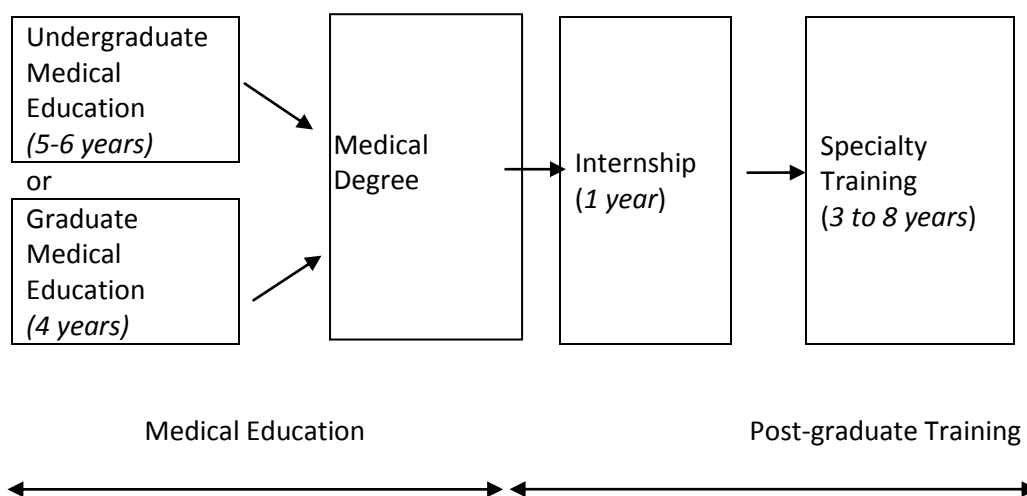 Undergraduate
Medical
Education
(5-6 years)
or
Graduate
Medical
Education
(4 years)
Medical
Degree
Internship
(1 year)
Specialty
Training
(3 to 8 years)
Medical Education
Post-graduate Training